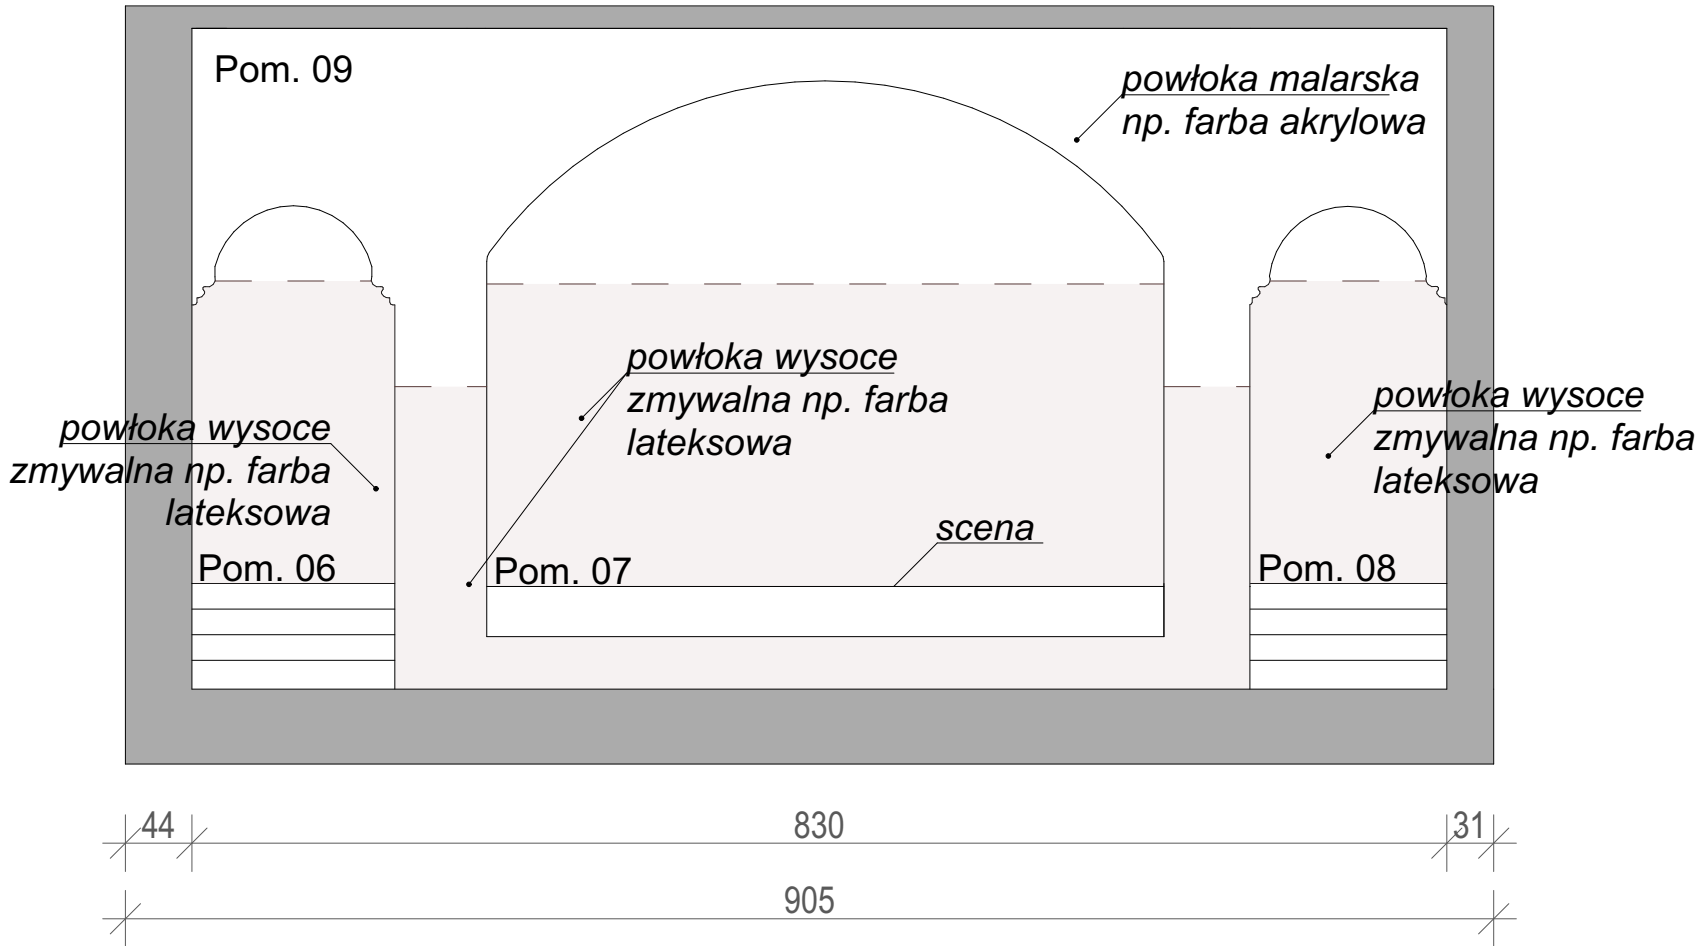 Pom. 09
powłoka malarska
np. farba akrylowa
powłoka wysoce
zmywalna np. farba
lateksowa
powłoka wysoce
zmywalna np. farba
lateksowa
powłoka wysoce
zmywalna np. farba
lateksowa
scena
Pom. 06
Pom. 07
Pom. 08
44
830
31
905